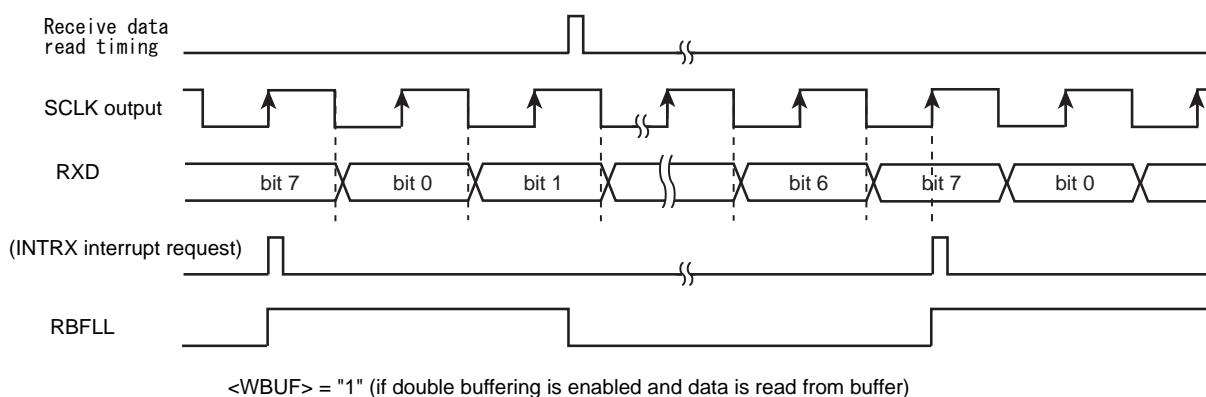 Receive data
read timing
SCLK output
RXD
bit 7
bit 0
bit 1
bit 6
bit 7
bit 0
(INTRX interrupt request)
RBFLL
<WBUF> = "1" (if double buffering is enabled and data is read from buffer)